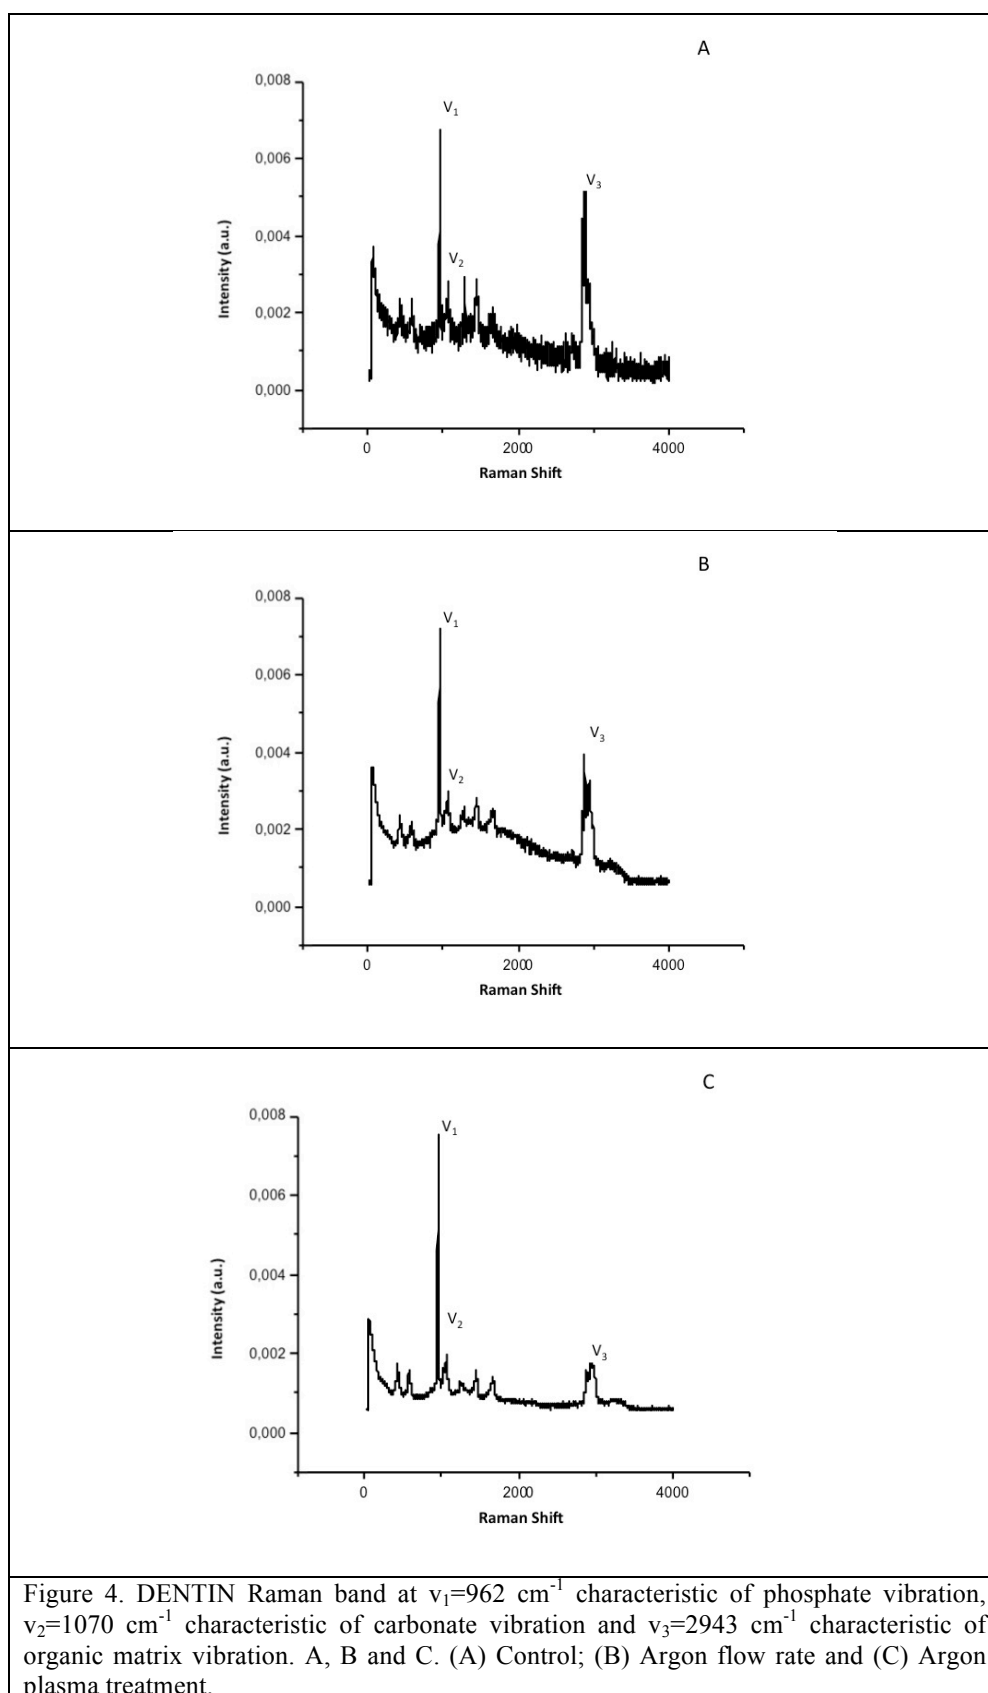 A
0,008
V1
0,006
V3
0,004
V2
0,002
0,000
Intensity (a.u.)
0
2000
4000
Raman Shift
B
0,008
V1
0,006
V3
0,004
V2
0,002
0,000
Intensity (a.u.)
0
2000
4000
Raman Shift
C
0,008
V1
0,006
0,004
V2
V3
0,002
0,000
Intensity (a.u.)
0
2000
4000
Raman Shift
Figure 4. DENTIN Raman band at v1=962 cm-1 characteristic of phosphate vibration,
v2=1070 cm-1 characteristic of carbonate vibration and v3=2943 cm-1 characteristic of
organic matrix vibration. A, B and C. (A) Control; (B) Argon flow rate and (C) Argon
plasma treatment.